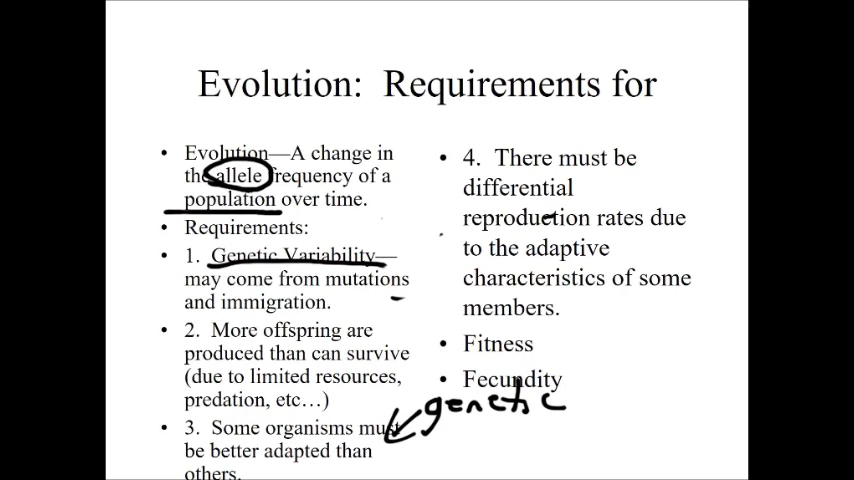 Evolution:  Requirements for
• Evolution—A change in
the allele frequency of a
population over time.
• Requirements:
• 1.  Genetic Variability—
may come from mutations
and immigration.
• 2.  More offspring are
produced than can survive
(due to limited resources,
predation, etc…)
• 3.  Some organisms must
be better adapted than
others.
• 4.  There must be
differential
reproduction rates due
to the adaptive
characteristics of some
members.
• Fitness
• Fecundity
genetic